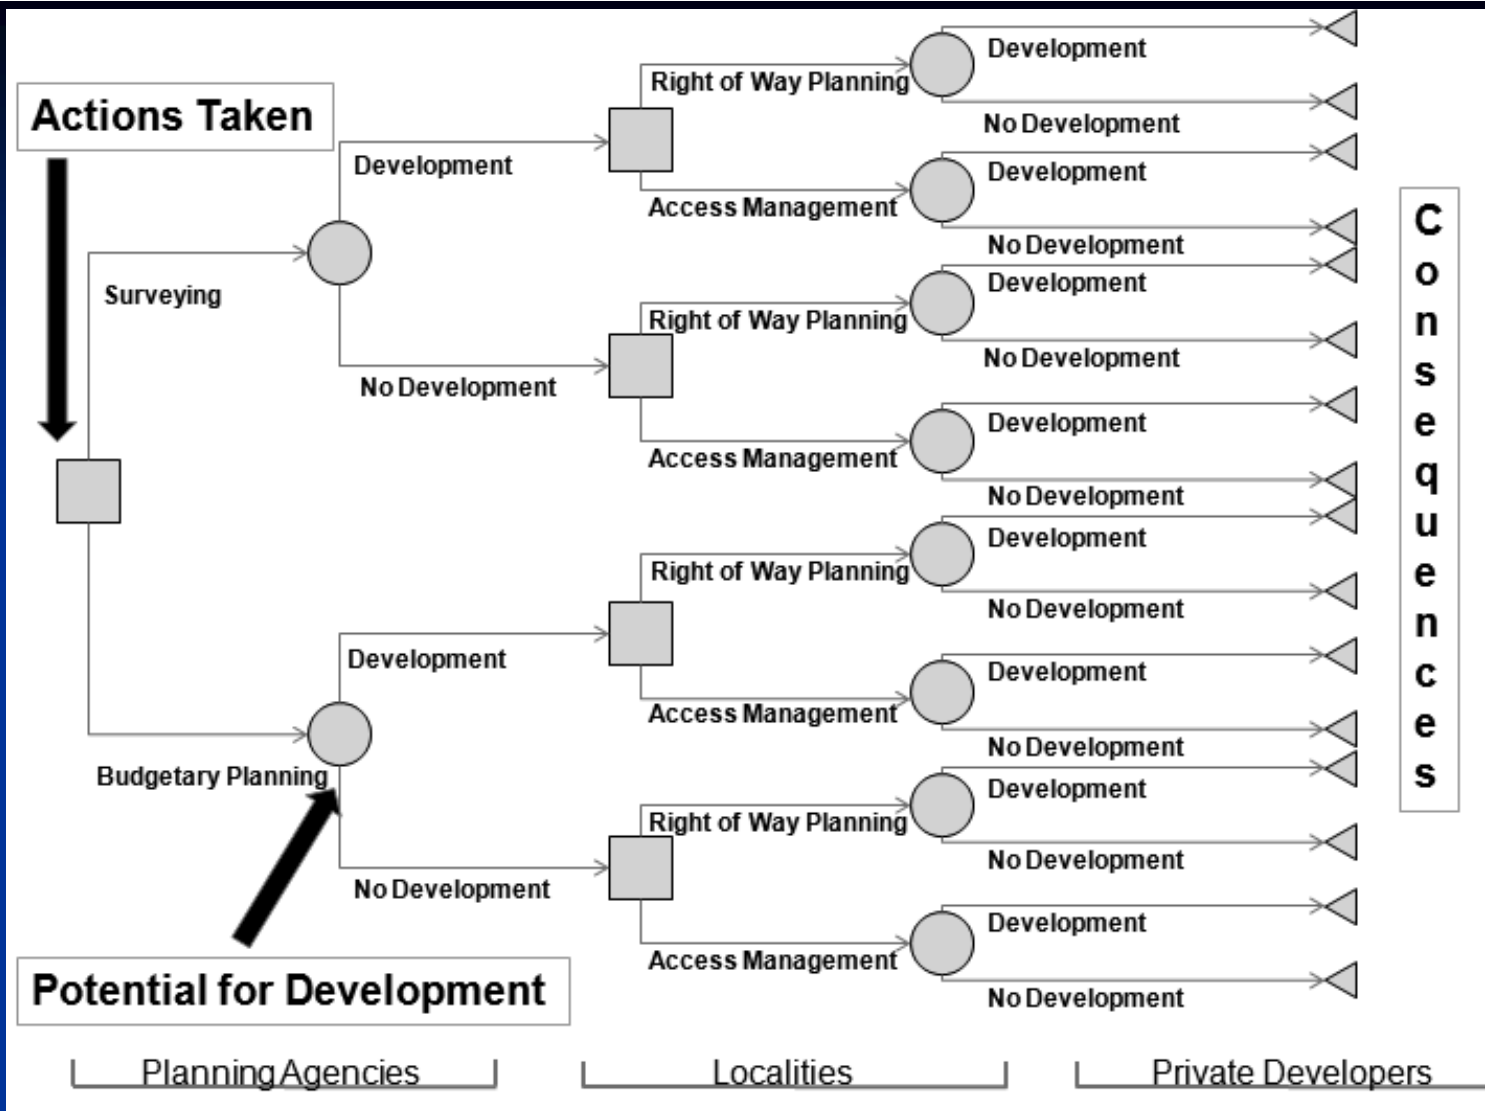 Actions Taken
Surveying
Budgetary Planning
Potential for Development
Development
No Development
Development
No Development
Right of Way Planning
Access Management
Right of Way Planning
Access Management
Right of Way Planning
Access Management
Right of Way Planning
Access Management
Development
No Development
Development
No Development
Development
No Development
Development
No Development
Development
No Development
Development
No Development
Development
No Development
Development
No Development
Consequences
Planning Agencies
Localities
Private Developers